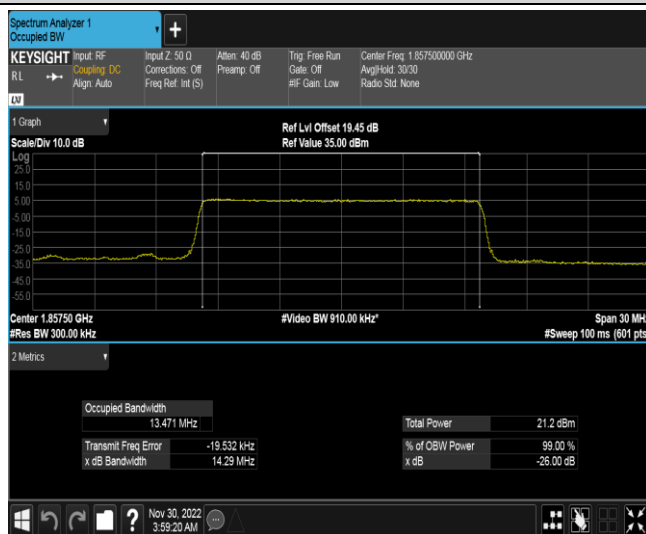 Spectrum Analyzer 1
Occupied BW
+
KEYSIGHT
Input: RF
Coupling: DC
Align: Auto
Input Z: 50 Ω
Corrections: Off
Freq Ref: Int (S)
Atten: 40 dB
Preamp: Off
Trig: Free Run
Gate: Off
#IF Gain: Low
Center Freq: 1.857500000 GHz
Avg|Hold: 30/30
Radio Std: None
R L
LXI
1 Graph
Scale/Div 10.0 dB
Ref Lvl Offset 19.45 dB
Ref Value 35.00 dBm
Log
25.0
15.0
5.00
-5.00
-15.0
-25.0
-35.0
-45.0
-55.0
Center 1.85750 GHz
#Video BW 910.00 kHz*
Span 30 MHz
#Res BW 300.00 kHz
#Sweep 100 ms (601 pts
2 Metrics
Occupied Bandwidth
13.471 MHz
Total Power 21.2 dBm
Transmit Freq Error -19.532 kHz
% of OBW Power 99.00 %
x dB Bandwidth 14.29 MHz
x dB -26.00 dB
?
Nov 30, 2022
3:59:20 AM